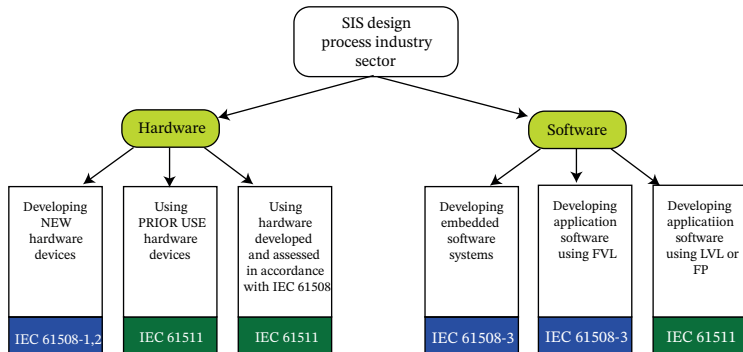 SIS design
process industry
sector
Hardware
Software
Developing
NEW
hardware
devices
IEC 61508-1,2
Using
PRIOR USE
hardware
devices
IEC 61511
Using
hardware
developed
and assessed
in accordance
with IEC 61508
IEC 61511
Developing
embedded
software
systems
IEC 61508-3
Developing
application
software
using FVL
IEC 61508-3
Developing
applicatiion
software
using LVL or
FP
IEC 61511